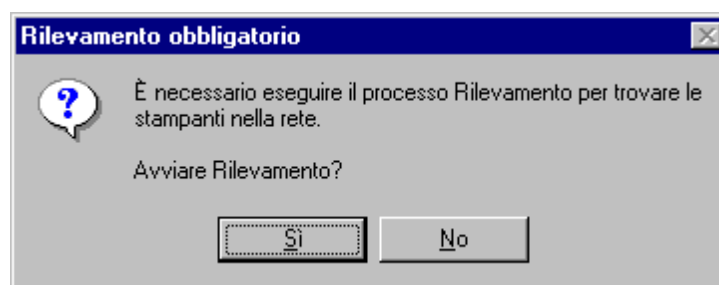 Rilevamento obbligatorio
È necessario eseguire il processo Rilevamento per trovare le
stampanti nella rete.
Avviare Rilevamento?
Sì
No